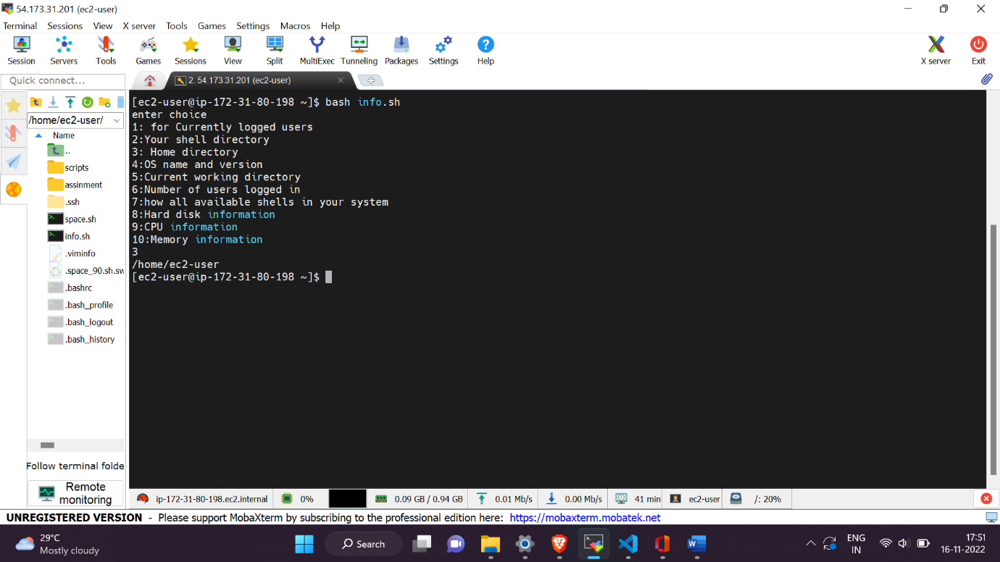 54.173.31.201 (ec2-user)
Terminal Sessions View X server Tools Games Settings Macros Help
Session Servers Tools Games Sessions View Split MultiExec Tunneling Packages Settings Help X server Exit
Quick connect...
2. 54.173.31.201 (ec2-user)
/home/ec2-user/
Name
..
scripts
assinment
.ssh
space.sh
info.sh
.viminfo
.space_90.sh.sw
.bashrc
.bash_profile
.bash_logout
.bash_history
Follow terminal folde
Remote
monitoring
[ec2-user@ip-172-31-80-198 ~]$ bash info.sh
enter choice
1: for Currently logged users
2:Your shell directory
3: Home directory
4:OS name and version
5:Current working directory
6:Number of users logged in
7:how all available shells in your system
8:Hard disk information
9:CPU information
10:Memory information
3
/home/ec2-user
[ec2-user@ip-172-31-80-198 ~]$
ip-172-31-80-198.ec2.internal 0% 0.09 GB / 0.94 GB 0.01 Mb/s 0.00 Mb/s 41 min ec2-user /: 20%
UNREGISTERED VERSION - Please support MobaXterm by subscribing to the professional edition here: https://mobaxterm.mobatek.net
29°C
Mostly cloudy
Search
ENG
IN
17:51
16-11-2022